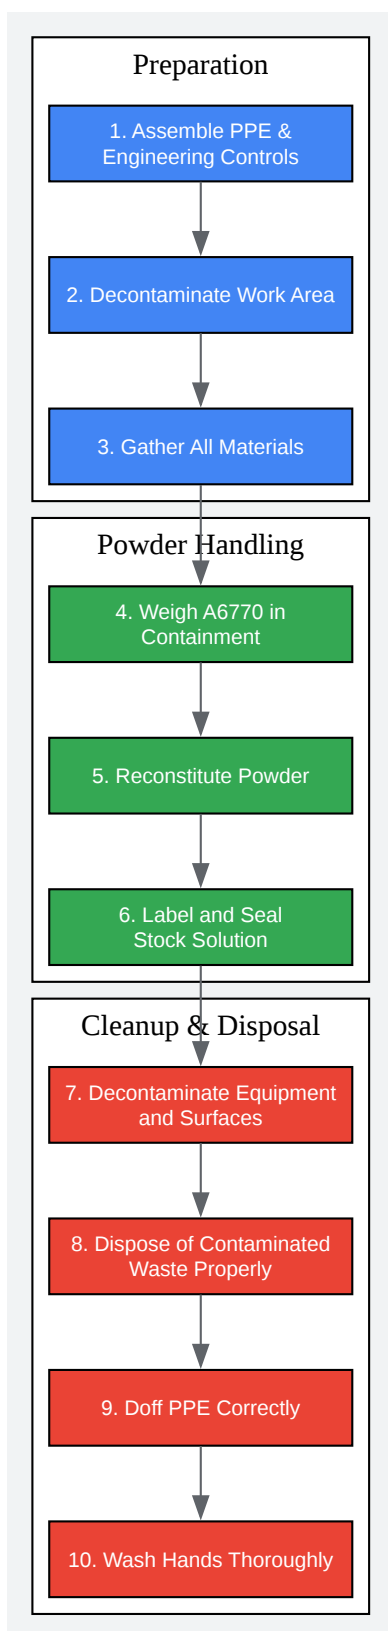 Preparation
1. Assemble PPE &
Engineering Controls
2. Decontaminate Work Area
3. Gather All Materials
Powder Handling
4. Weigh A6770 in
Containment
5. Reconstitute Powder
6. Label and Seal
Stock Solution
Cleanup & Disposal
7. Decontaminate Equipment
and Surfaces
8. Dispose of Contaminated
Waste Properly
9. Doff PPE Correctly
10. Wash Hands Thoroughly